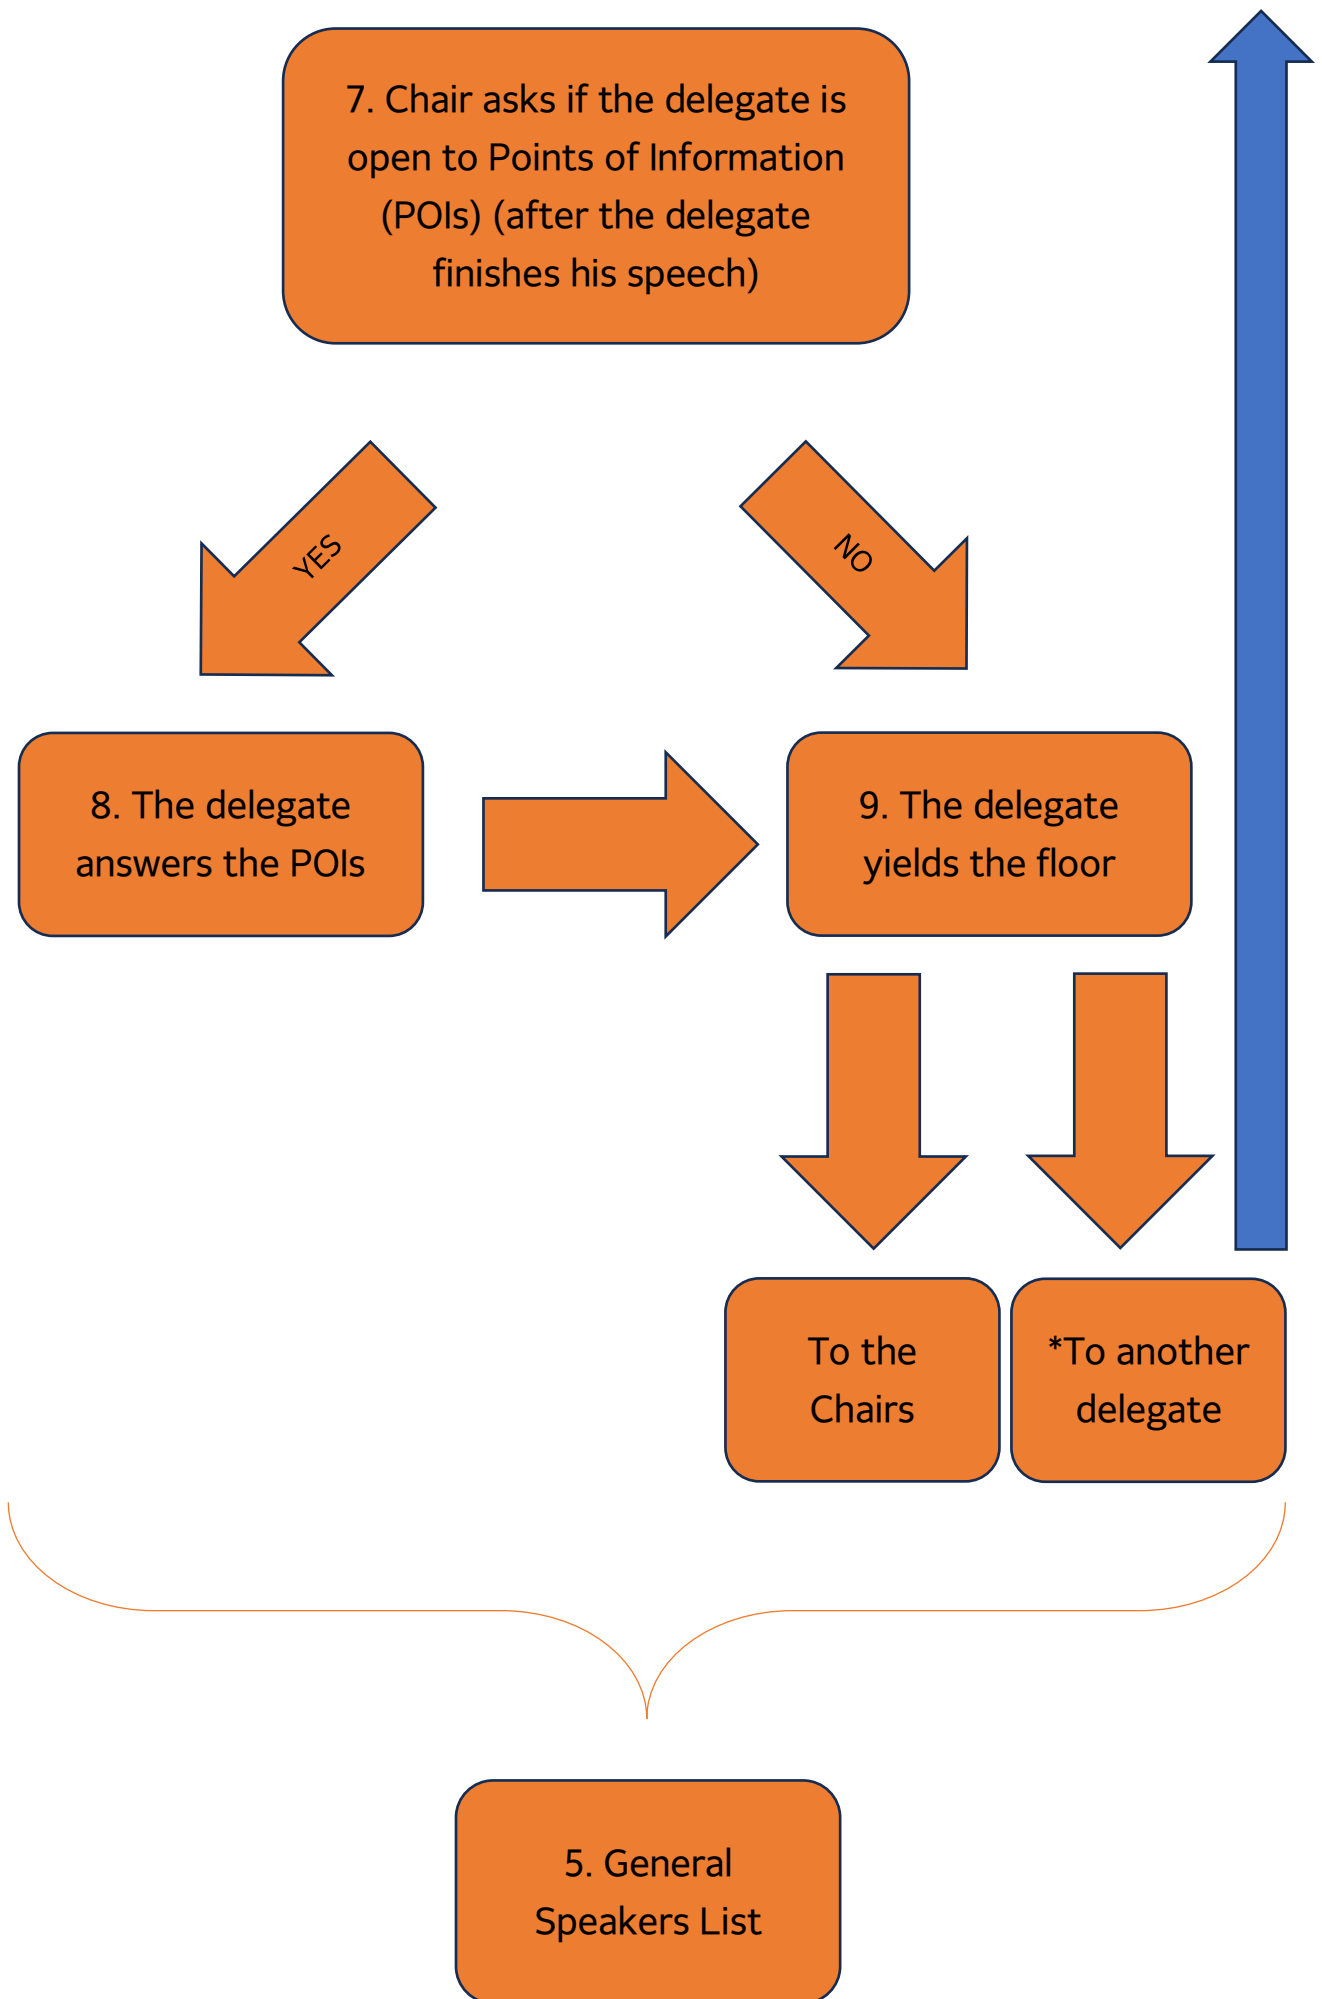 7. Chair asks if the delegate is
open to Points of Information
(POIs) (after the delegate
finishes his speech)
YES
NO
8. The delegate
answers the POIs
9. The delegate
yields the floor
To the
Chairs
*To another
delegate
5. General
Speakers List